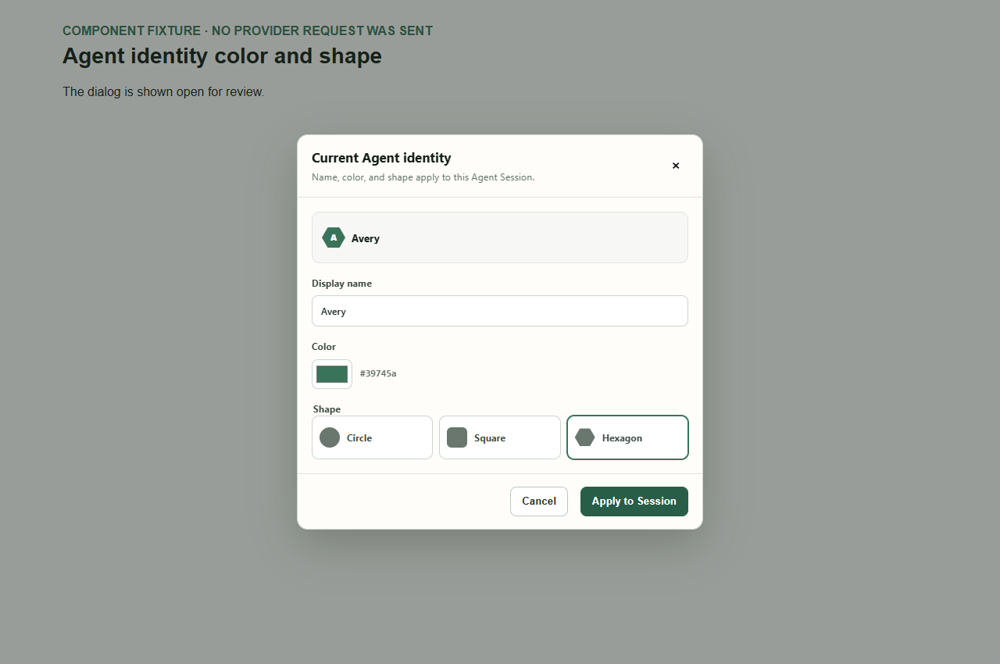 COMPONENT FIXTURE · NO PROVIDER REQUEST WAS SENT
Agent identity color and shape
The dialog is shown open for review.
Current Agent identity
Name, color, and shape apply to this Agent Session.
×
A
Avery
Display name
Avery
Color
#39745a
Shape
Circle
Square
Hexagon
Cancel
Apply to Session